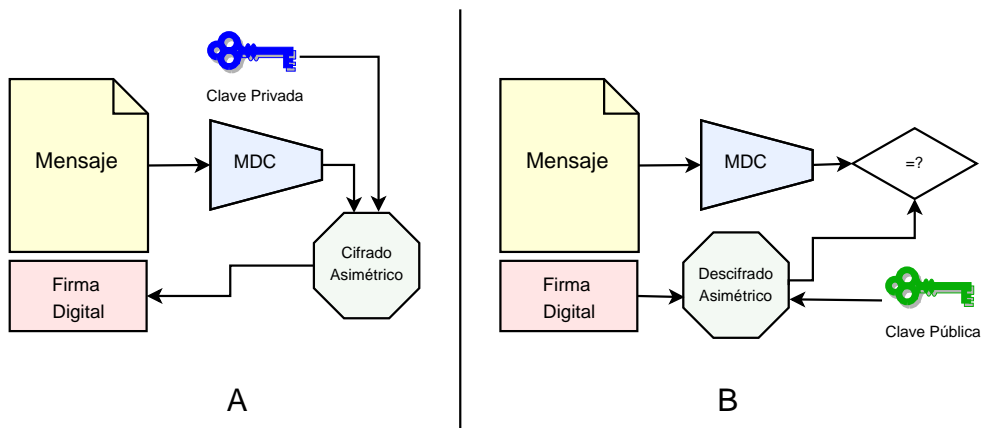 Clave Privada
Mensaje
MDC
Cifrado
Asimétrico
Firma
Digital
A
Mensaje
MDC
=?
Descifrado
Asimétrico
Firma
Digital
Clave Pública
B